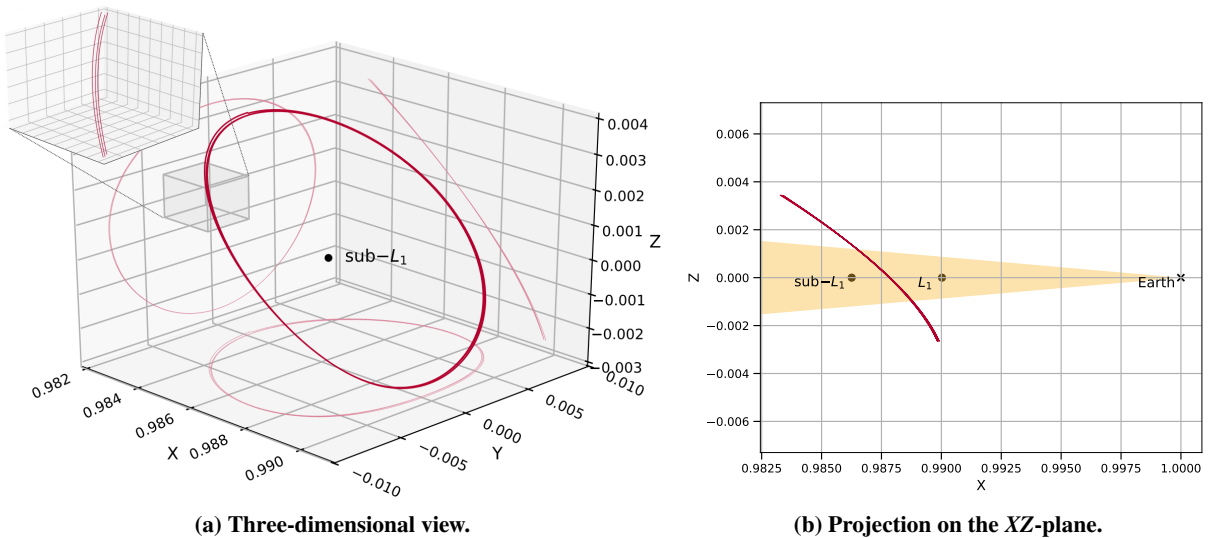 0.004
0.003
0.002
0.001
0.000
−0.001
−0.002
−0.003
Z
sub−L₁
0.982
0.984
0.986
0.988
0.990
X
−0.010
−0.005
0.000
0.005
0.010
Y
(a) Three-dimensional view.
0.006
0.004
0.002
0.000
−0.002
−0.004
−0.006
Z
sub−L₁
L₁
Earth
0.9825 0.9850 0.9875 0.9900 0.9925 0.9950 0.9975 1.0000
X
(b) Projection on the XZ-plane.